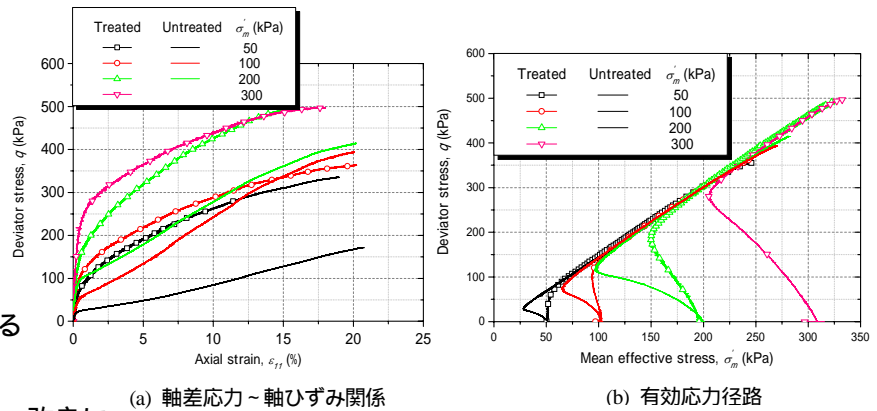 Treated Untreated σ'm (kPa)
50
100
200
300
600
500
400
300
200
100
0
Deviator stress, q (kPa)
0 5 10 15 20 25
Axial strain, ε11 (%)
(a) 軸差応力 ~ 軸ひずみ関係
Treated Untreated σ'm (kPa)
50
100
200
300
600
500
400
300
200
100
0
Deviator stress, q (kPa)
0 50 100 150 200 250 300 350
Mean effective stress, σ'm (kPa)
(b) 有効応力径路
る